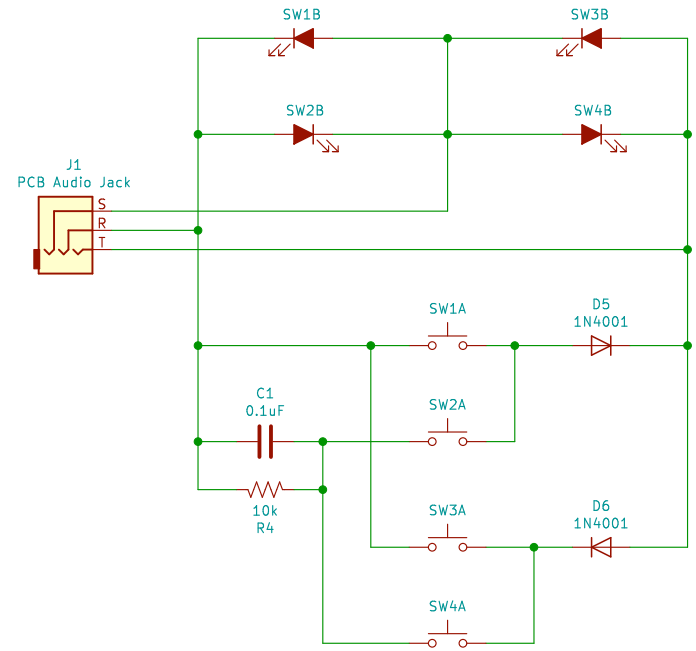 SW1B
SW3B
SW2B
SW4B
J1
PCB Audio Jack
S
R
T
SW1A
D5
1N4001
SW2A
C1
0.1uF
10k
R4
SW3A
D6
1N4001
SW4A